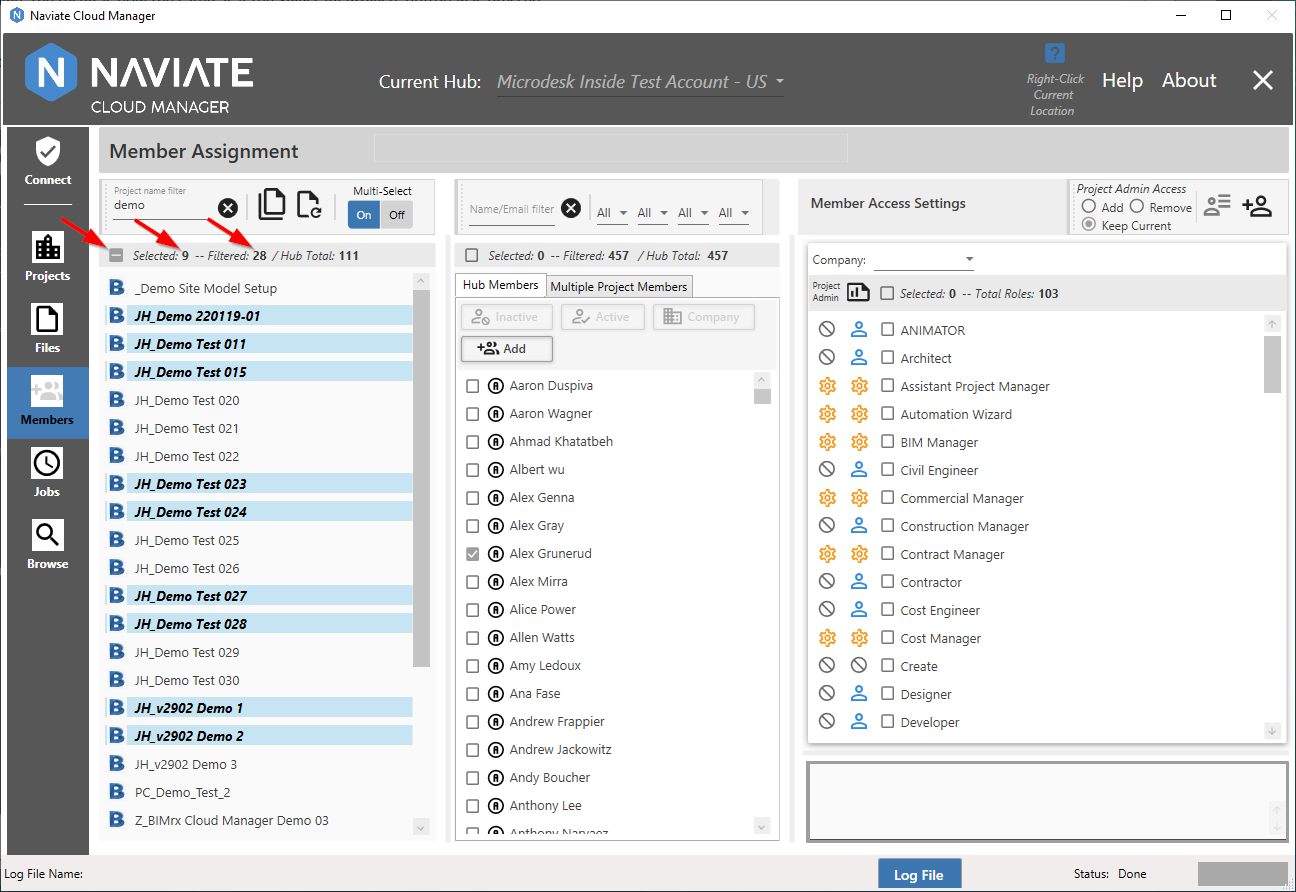 Naviate Cloud Manager
NAVIATE
CLOUD MANAGER
Current Hub: Microdesk Inside Test Account - US
?
Right-Click
Current
Location
Help
About
Connect
Projects
Files
Members
Jobs
Browse
Member Assignment
Project name filter
demo
Multi-Select
On
Off
Selected: 9 -- Filtered: 28 / Hub Total: 111
_Demo Site Model Setup
JH_Demo 220119-01
JH_Demo Test 011
JH_Demo Test 015
JH_Demo Test 020
JH_Demo Test 021
JH_Demo Test 022
JH_Demo Test 023
JH_Demo Test 024
JH_Demo Test 025
JH_Demo Test 026
JH_Demo Test 027
JH_Demo Test 028
JH_Demo Test 029
JH_Demo Test 030
JH_v2902 Demo 1
JH_v2902 Demo 2
JH_v2902 Demo 3
PC_Demo_Test_2
Z_BIMrx Cloud Manager Demo 03
Name/Email filter
All
All
All
All
Selected: 0 -- Filtered: 457 / Hub Total: 457
Hub Members
Multiple Project Members
Inactive
Active
Company
Add
Aaron Duspiva
Aaron Wagner
Ahmad Khatatbeh
Albert wu
Alex Genna
Alex Gray
Alex Grunerud
Alex Mirra
Alice Power
Allen Watts
Amy Ledoux
Ana Fase
Andrew Frappier
Andrew Jackowitz
Andy Boucher
Anthony Lee
Anthony Narvaez
Member Access Settings
Project Admin Access
Add
Remove
Keep Current
Company:
Project
Admin
Selected: 0 -- Total Roles: 103
ANIMATOR
Architect
Assistant Project Manager
Automation Wizard
BIM Manager
Civil Engineer
Commercial Manager
Construction Manager
Contract Manager
Contractor
Cost Engineer
Cost Manager
Create
Designer
Developer
Log File Name:
Log File
Status: Done